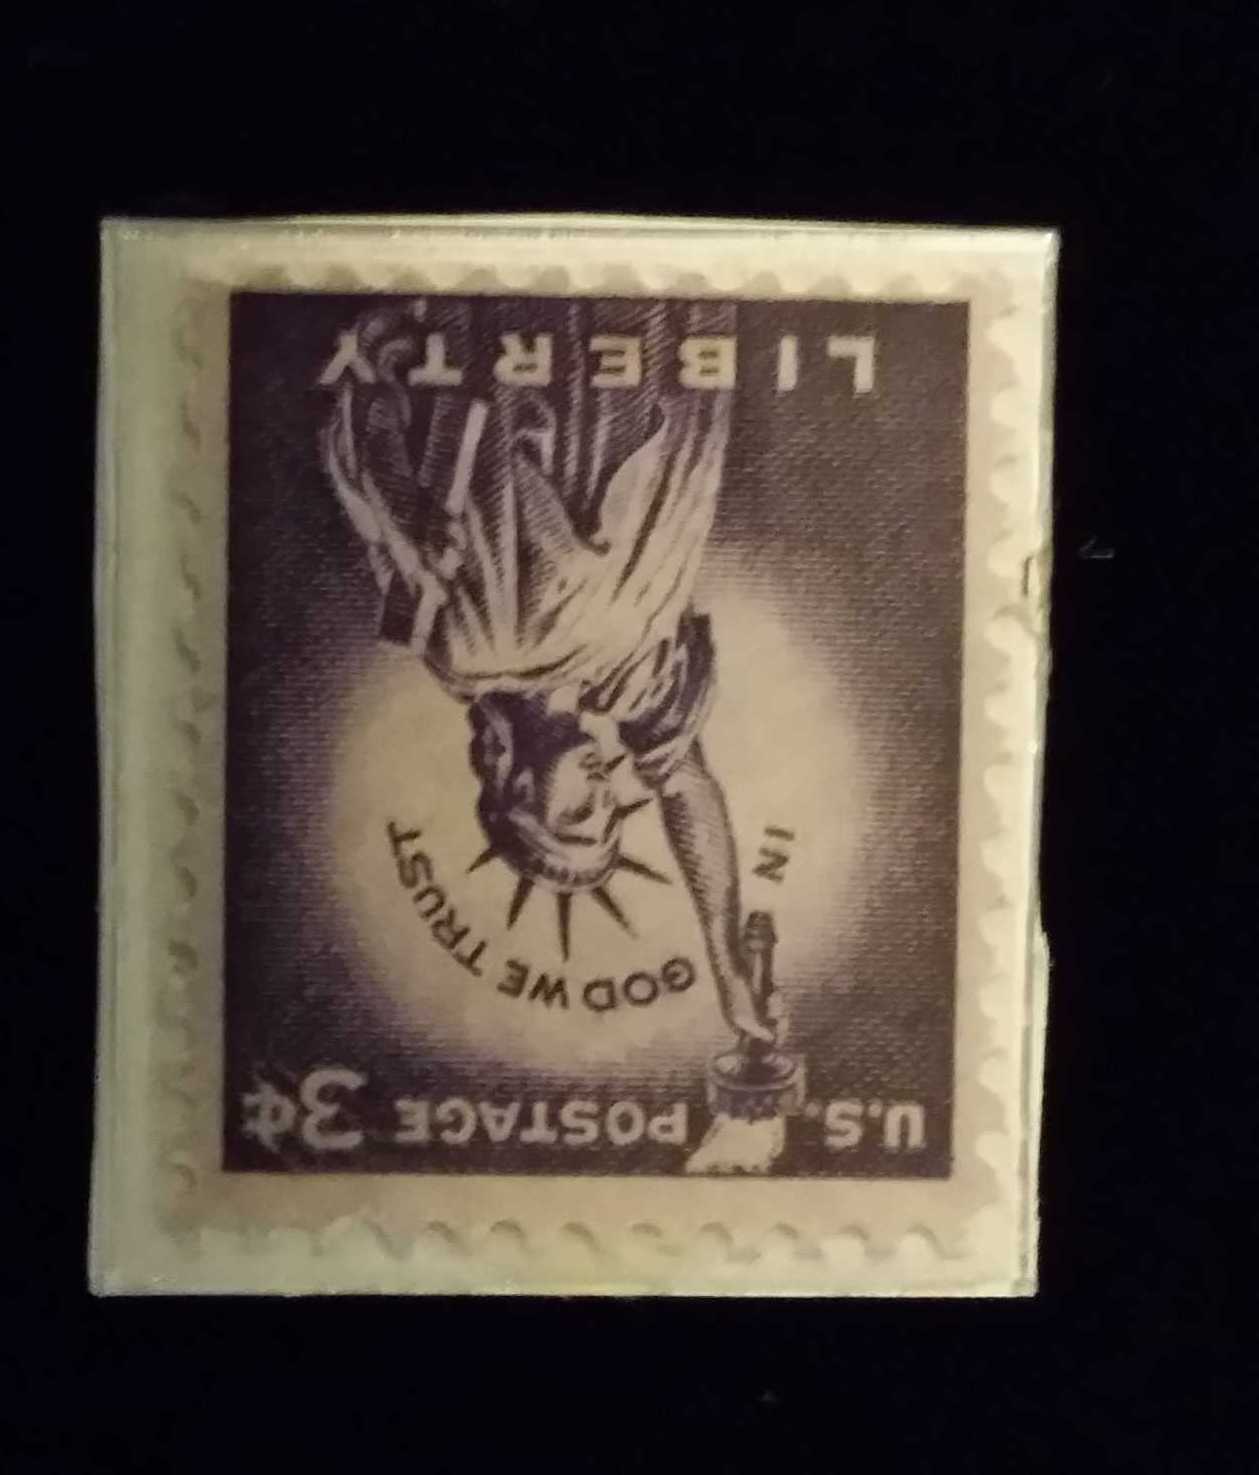 U.S. POSTAGE 3¢
IN GOD WE TRUST
LIBERTY